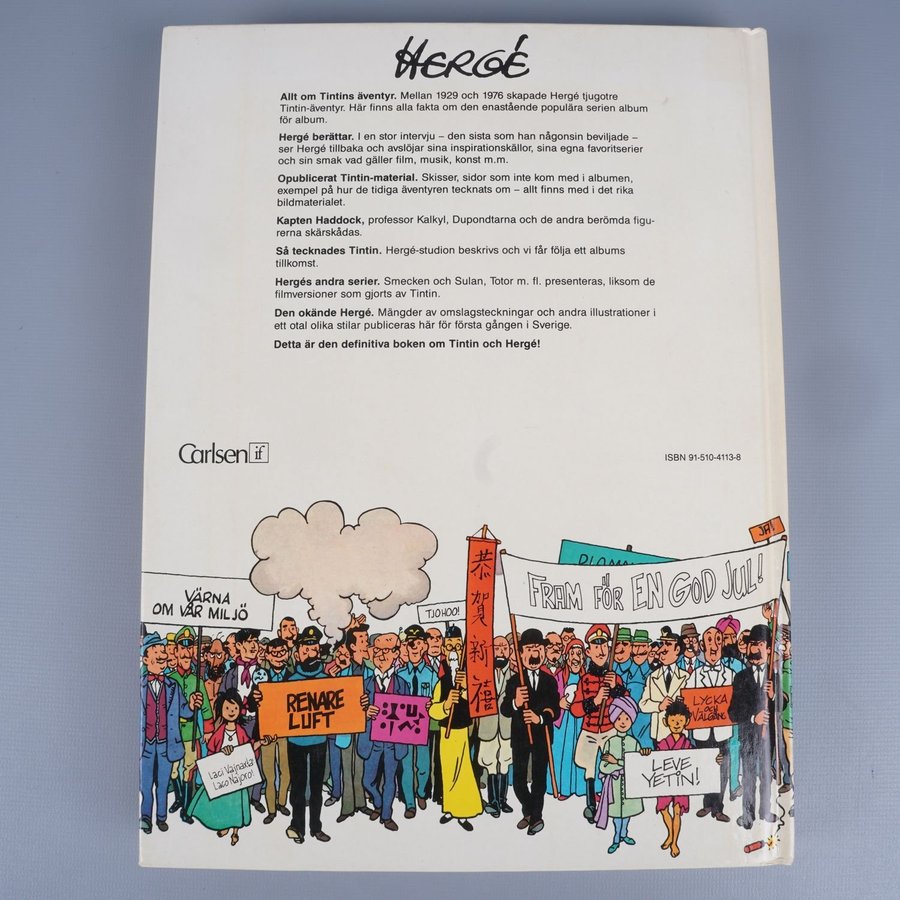 HERGÉ
Allt om Tintins äventyr. Mellan 1929 och 1976 skapade Hergé tjugotre
Tintin-äventyr. Här finns alla fakta om den enastående populära serien album
för album.
Hergé berättar. I en stor intervju – den sista som han någonsin beviljade –
ser Hergé tillbaka och avslöjar sina inspirationskällor, sina egna favoritserier
och sin smak vad gäller film, musik, konst m.m.
Opublicerat Tintin-material. Skisser, sidor som inte kom med i albumen,
exempel på hur de tidiga äventyren tecknats om – allt finns med i det rika
bildmaterialet.
Kapten Haddock, professor Kalkyl, Dupondtarna och de andra berömda figu-
rerna skärskådas.
Så tecknades Tintin. Hergé-studion beskrivs och vi får följa ett albums
tillkomst.
Hergés andra serier. Smecken och Sulan, Totor m. fl. presenteras, liksom de
filmversioner som gjorts av Tintin.
Den okände Hergé. Mängder av omslagsteckningar och andra illustrationer i
ett otal olika stilar publiceras här för första gången i Sverige.
Detta är den definitiva boken om Tintin och Hergé!
Carlsen if
ISBN 91-510-4113-8
JA!
FRAM FÖR EN GOD JUL!
VÄRNA
OM VÅR MILJÖ
TJOHOO!
恭賀新禧
RENARE
LUFT
LYCKA
OCH
VÄLGÅNG
LEVE
YETIN!